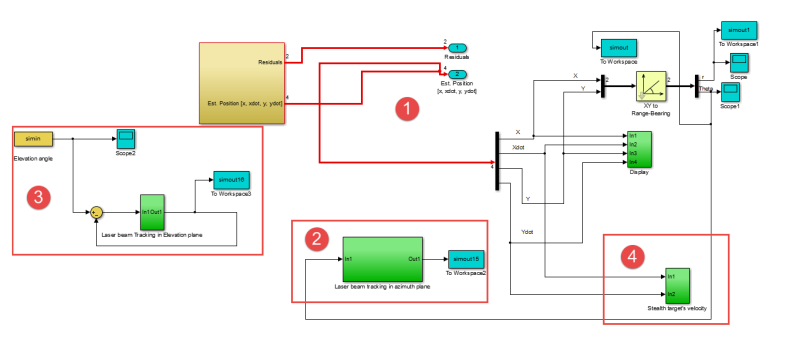 simout1
To Workspace1
simout
To Workspace
2
1
Residuals
Residuals
2
4
2
Est. Position
[x, xdot, y, ydot]
4
Est. Position [x, xdot, y, ydot]
1
X
Y
2
2
XY to
Range-Bearing
r
Theta
Scope
Scope1
simin
Elevation angle
Scope2
3
simout16
To Workspace3
In1 Out1
Laser beam Tracking in Elevation plane
X
Xdot
4
Y
Ydot
In1
In2
In3
In4
Display
2
In1
Out1
simout15
To Workspace2
Laser beam tracking in azimuth plane
4
In1
In2
Stealth target's velocity